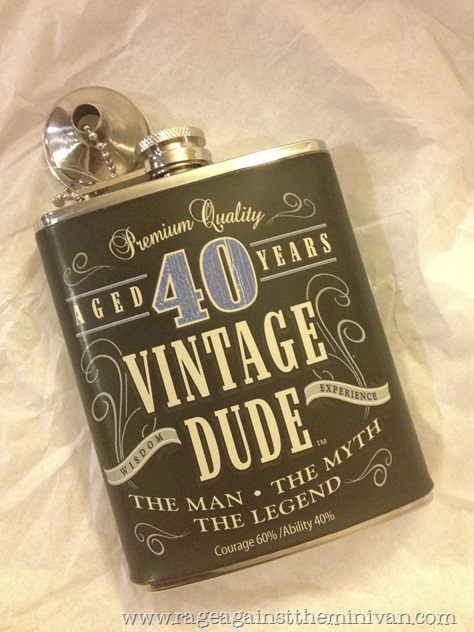 Premium Quality
AGED 40 YEARS
VINTAGE
DUDE™
WISDOM
EXPERIENCE
THE MAN • THE MYTH
THE LEGEND
Courage 60% /Ability 40%
www.rageagainsttheminivan.com